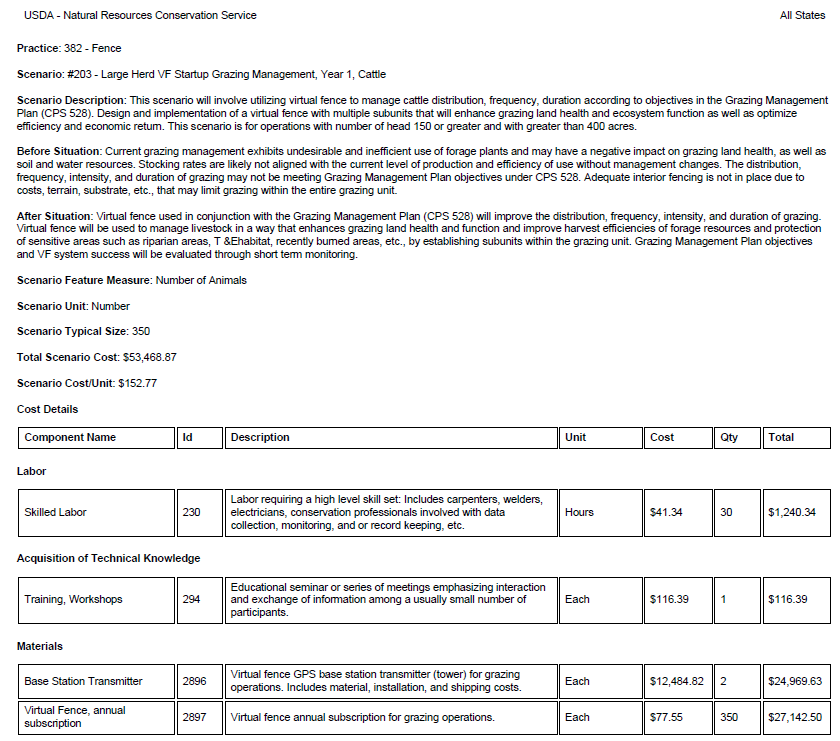 USDA - Natural Resources Conservation Service All States
Practice: 382 - Fence
Scenario: #203 - Large Herd VF Startup Grazing Management, Year 1, Cattle
Scenario Description: This scenario will involve utilizing virtual fence to manage cattle distribution, frequency, duration according to objectives in the Grazing Management
Plan (CPS 528). Design and implementation of a virtual fence with multiple subunits that will enhance grazing land health and ecosystem function as well as optimize
efficiency and economic return. This scenario is for operations with number of head 150 or greater and with greater than 400 acres.
Before Situation: Current grazing management exhibits undesirable and inefficient use of forage plants and may have a negative impact on grazing land health, as well as
soil and water resources. Stocking rates are likely not aligned with the current level of production and efficiency of use without management changes. The distribution,
frequency, intensity, and duration of grazing may not be meeting Grazing Management Plan objectives under CPS 528. Adequate interior fencing is not in place due to
costs, terrain, substrate, etc., that may limit grazing within the entire grazing unit.
After Situation: Virtual fence used in conjunction with the Grazing Management Plan (CPS 528) will improve the distribution, frequency, intensity, and duration of grazing.
Virtual fence will be used to manage livestock in a way that enhances grazing land health and function and improve harvest efficiencies of forage resources and protection
of sensitive areas such as riparian areas, T &Ehabitat, recently burned areas, etc., by establishing subunits within the grazing unit. Grazing Management Plan objectives
and VF system success will be evaluated through short term monitoring.
Scenario Feature Measure: Number of Animals
Scenario Unit: Number
Scenario Typical Size: 350
Total Scenario Cost: $53,468.87
Scenario Cost/Unit: $152.77
Cost Details
Component Name Id Description Unit Cost Qty Total
Labor
Skilled Labor 230 Labor requiring a high level skill set: Includes carpenters, welders,
electricians, conservation professionals involved with data
collection, monitoring, and or record keeping, etc. Hours $41.34 30 $1,240.34
Acquisition of Technical Knowledge
Training, Workshops 294 Educational seminar or series of meetings emphasizing interaction
and exchange of information among a usually small number of
participants. Each $116.39 1 $116.39
Materials
Base Station Transmitter 2896 Virtual fence GPS base station transmitter (tower) for grazing
operations. Includes material, installation, and shipping costs. Each $12,484.82 2 $24,969.63
Virtual Fence, annual
subscription 2897 Virtual fence annual subscription for grazing operations. Each $77.55 350 $27,142.50